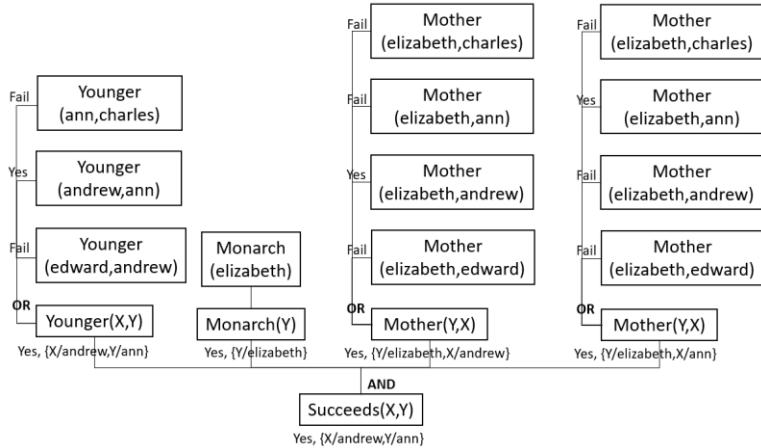 Fail
Mother
(elizabeth,charles)
Fail
Mother
(elizabeth,charles)
Fail
Younger
(ann,charles)
Fail
Mother
(elizabeth,ann)
Yes
Mother
(elizabeth,ann)
Yes
Younger
(andrew,ann)
Yes
Mother
(elizabeth,andrew)
Fail
Mother
(elizabeth,andrew)
Fail
Younger
(edward,andrew)
Monarch
(elizabeth)
Fail
Mother
(elizabeth,edward)
Fail
Mother
(elizabeth,edward)
OR
Younger(X,Y)
Monarch(Y)
OR
Mother(Y,X)
OR
Mother(Y,X)
Yes, {X/andrew,Y/ann}
Yes, {Y/elizabeth}
Yes, {Y/elizabeth,X/andrew}
Yes, {Y/elizabeth,X/ann}
AND
Succeeds(X,Y)
Yes, {X/andrew,Y/ann}